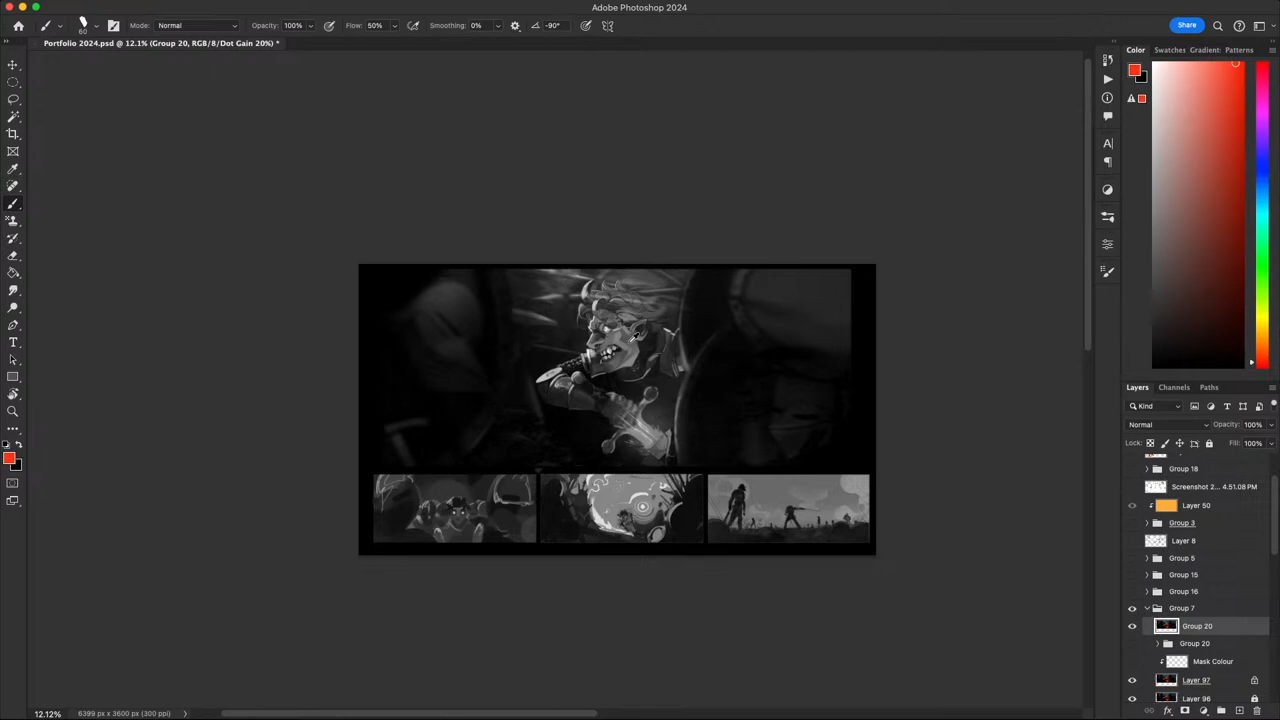 Adobe Photoshop 2024
60 Mode: Normal Opacity: 100% Flow: 50% Smoothing: 0% -90° Share
Portfolio 2024.psd @ 12.1% (Group 20, RGB/8/Dot Gain 20%) *
Color Swatches Gradient: Patterns
Layers Channels Paths
Kind
Normal Opacity: 100%
Lock: Fill: 100%
Group 18
Screenshot 2... 4.51.08 PM
Layer 50
Group 3
Layer 8
Group 5
Group 15
Group 16
Group 7
Group 20
Group 20
Mask Colour
Layer 97
Layer 96
12.12% 6399 px x 3600 px (300 ppi)